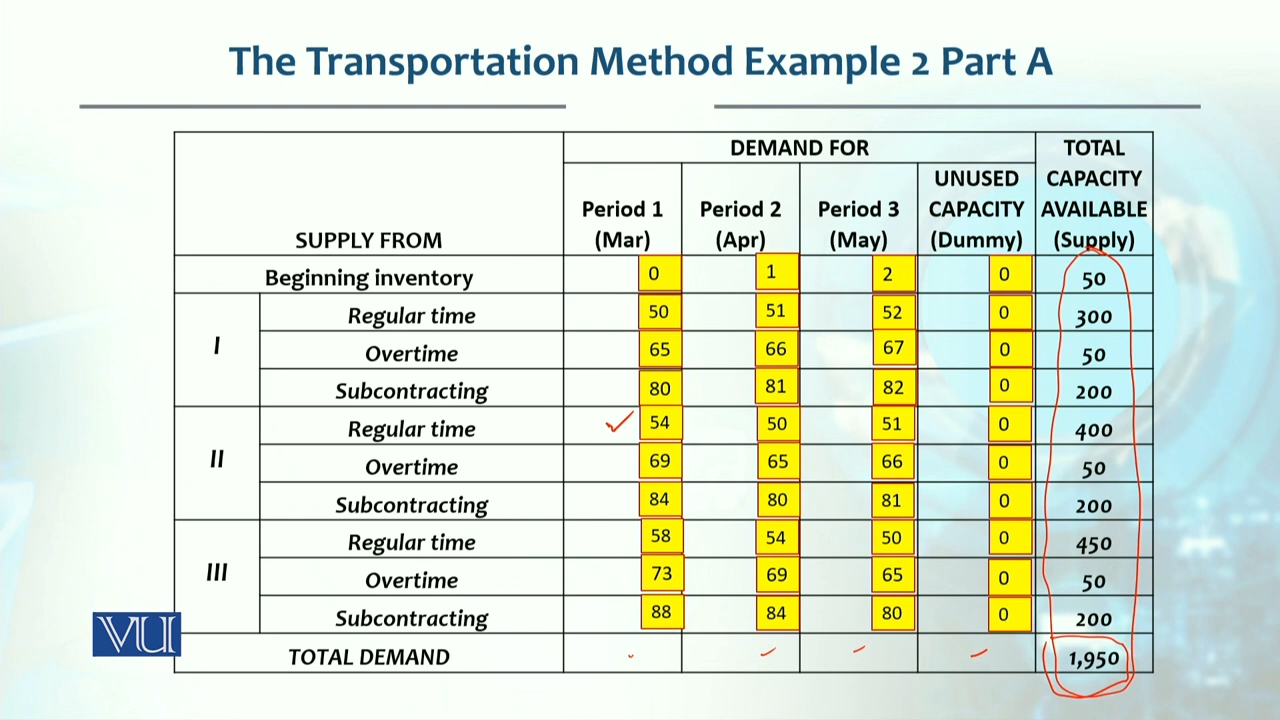 The Transportation Method Example 2 Part A
SUPPLY FROM DEMAND FOR TOTAL CAPACITY AVAILABLE (Supply)
Period 1 (Mar) Period 2 (Apr) Period 3 (May) UNUSED CAPACITY (Dummy)
Beginning inventory 0 1 2 0 50
I Regular time 50 51 52 0 300
Overtime 65 66 67 0 50
Subcontracting 80 81 82 0 200
II Regular time 54 50 51 0 400
Overtime 69 65 66 0 50
Subcontracting 84 80 81 0 200
III Regular time 58 54 50 0 450
Overtime 73 69 65 0 50
Subcontracting 88 84 80 0 200
TOTAL DEMAND 1,950
VU